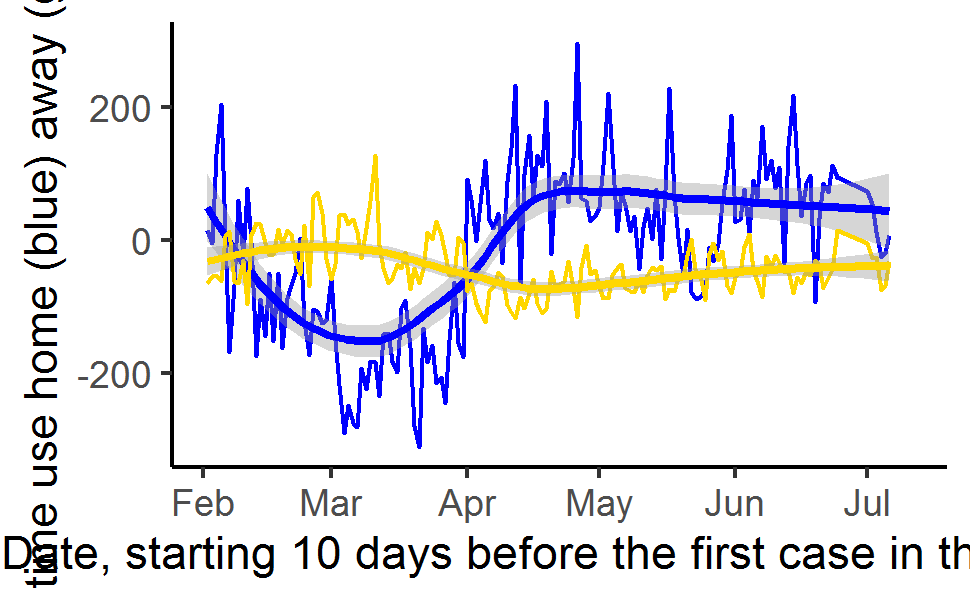 time use home (blue) away (
200
0
-200
Feb Mar Apr May Jun Jul
Date, starting 10 days before the first case in th